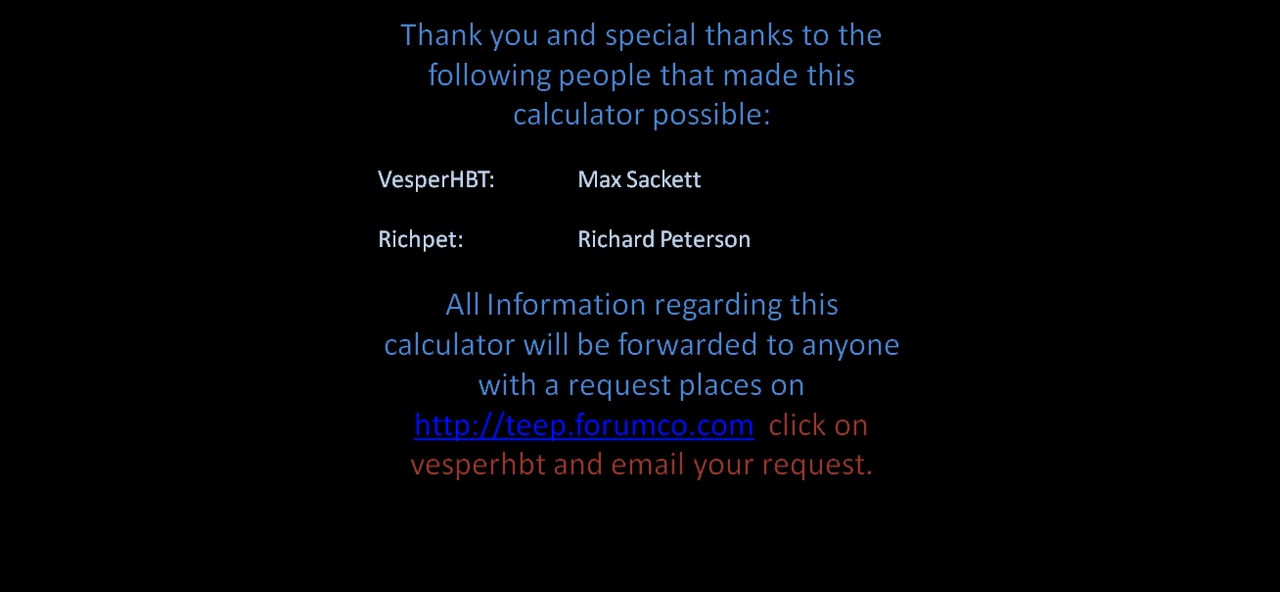 Thank you and special thanks to the
following people that made this
calculator possible:
VesperHBT: Max Sackett
Richpet: Richard Peterson
All Information regarding this
calculator will be forwarded to anyone
with a request places on
http://teep.forumco.com click on
vesperhbt and email your request.